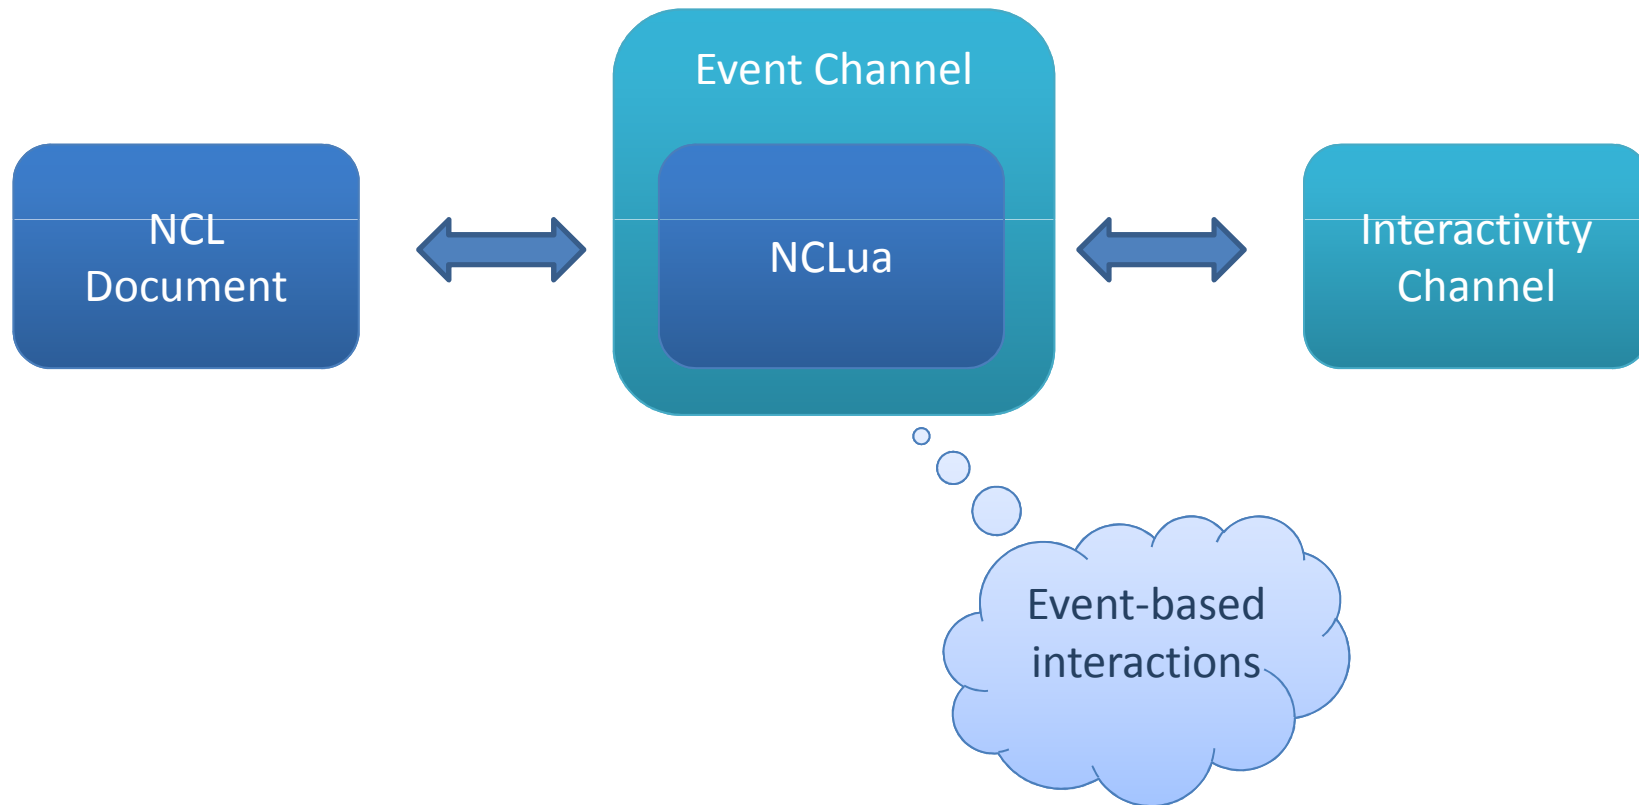 Event Channel
NCL
Document
NCLua
Interactivity
Channel
Event-based
interactions